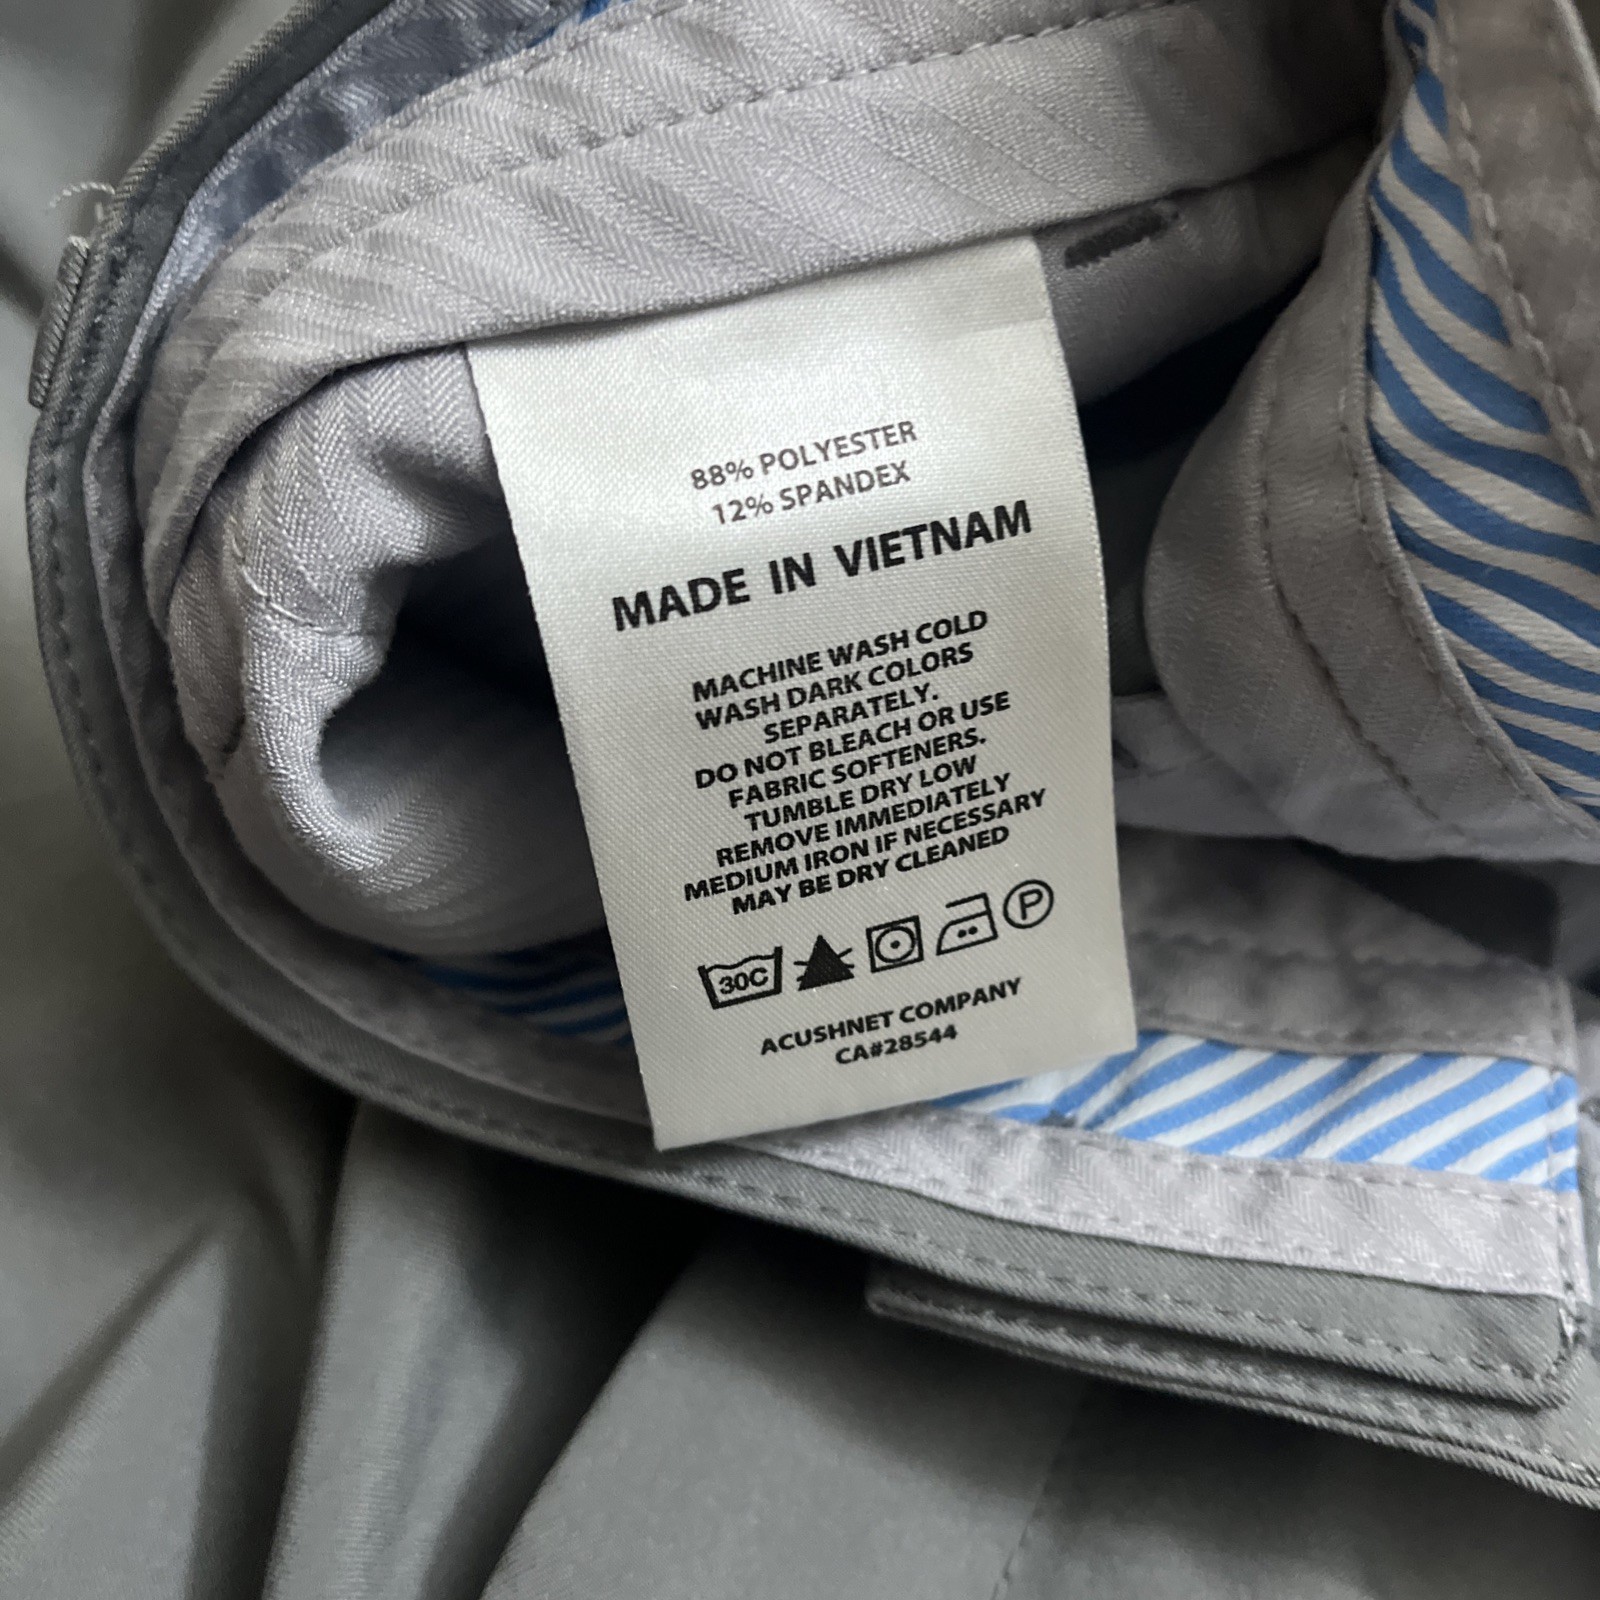 88% POLYESTER
12% SPANDEX
MADE IN VIETNAM
MACHINE WASH COLD
WASH DARK COLORS
SEPARATELY.
DO NOT BLEACH OR USE
FABRIC SOFTENERS.
TUMBLE DRY LOW
REMOVE IMMEDIATELY
MEDIUM IRON IF NECESSARY
MAY BE DRY CLEANED
30C P
ACUSHNET COMPANY
CA#28544